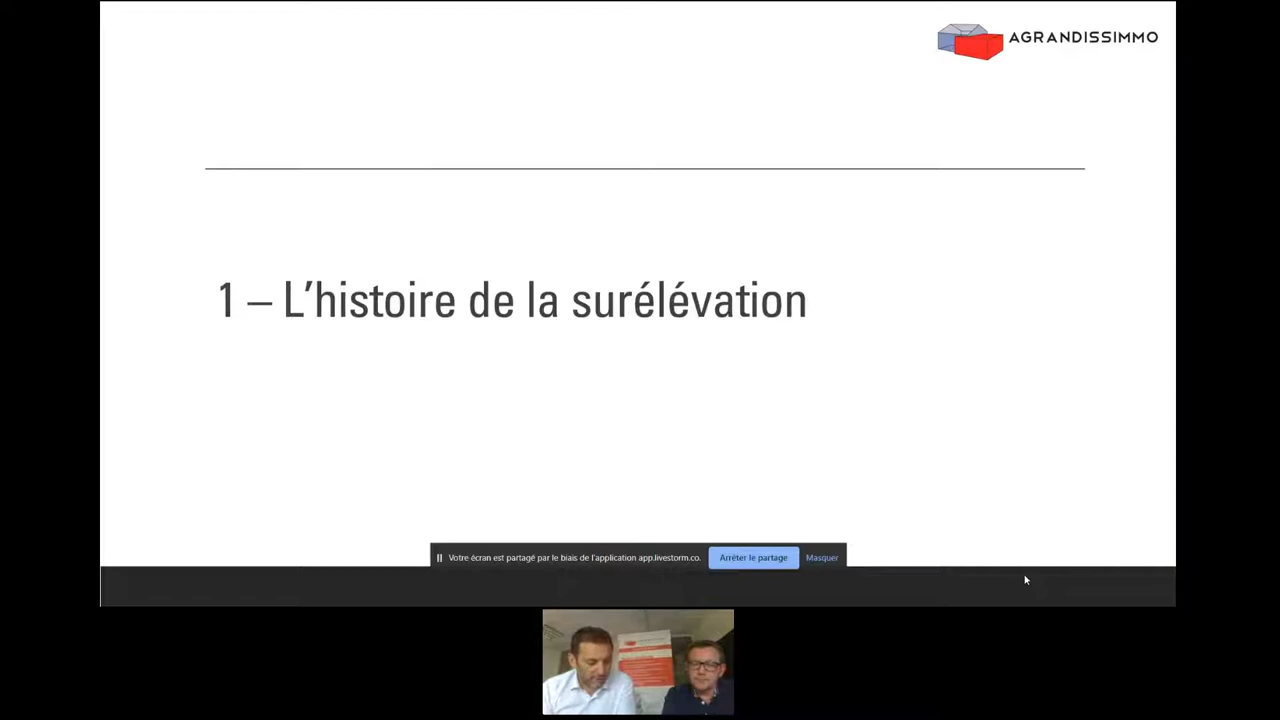 AGRANDISSIMMO
1 – L'histoire de la surélévation
Votre écran est partagé par le biais de l'application app.livestorm.co.
Arrêter le partage
Masquer